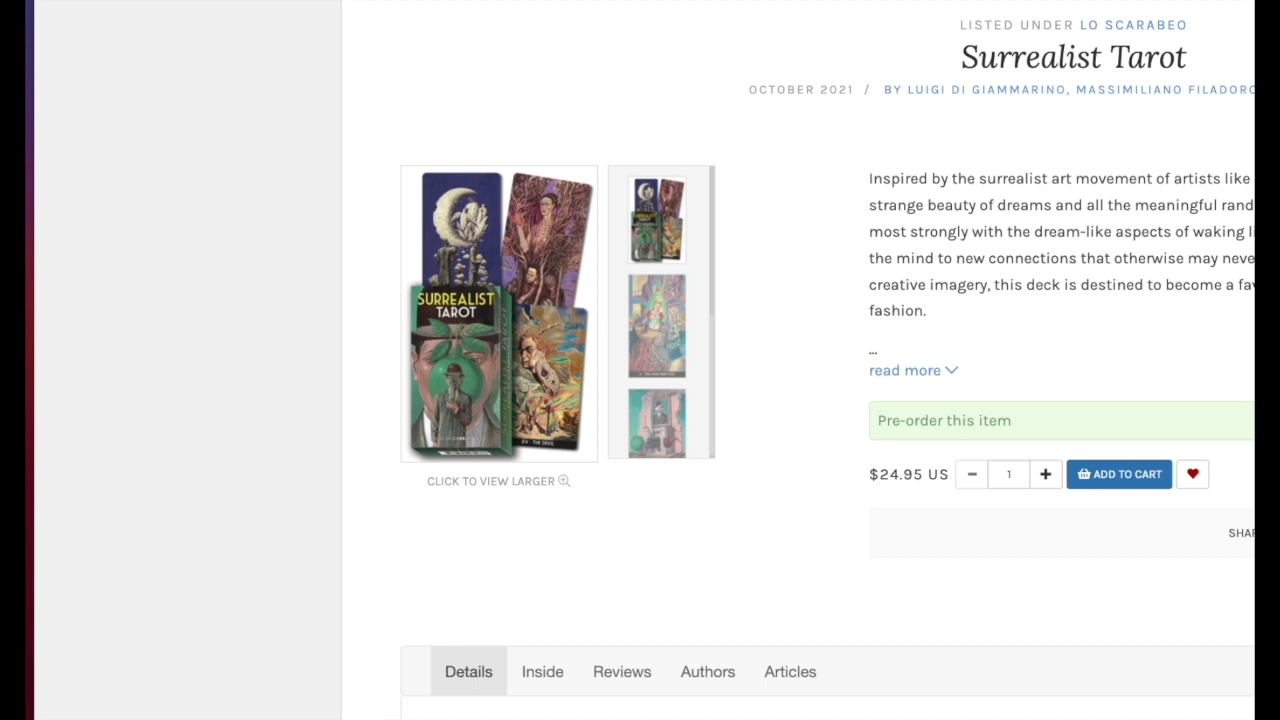 LISTED UNDER LO SCARABEO
Surrealist Tarot
OCTOBER 2021 / BY LUIGI DI GIAMMARINO, MASSIMILIANO FILADORO
Inspired by the surrealist art movement of artists like
strange beauty of dreams and all the meaningful rand
most strongly with the dream-like aspects of waking li
the mind to new connections that otherwise may neve
creative imagery, this deck is destined to become a fav
fashion.
...
read more
Pre-order this item
$24.95 US
1
ADD TO CART
SHAR
SURREALIST
TAROT
XV · THE DEVIL
CLICK TO VIEW LARGER
Details
Inside
Reviews
Authors
Articles